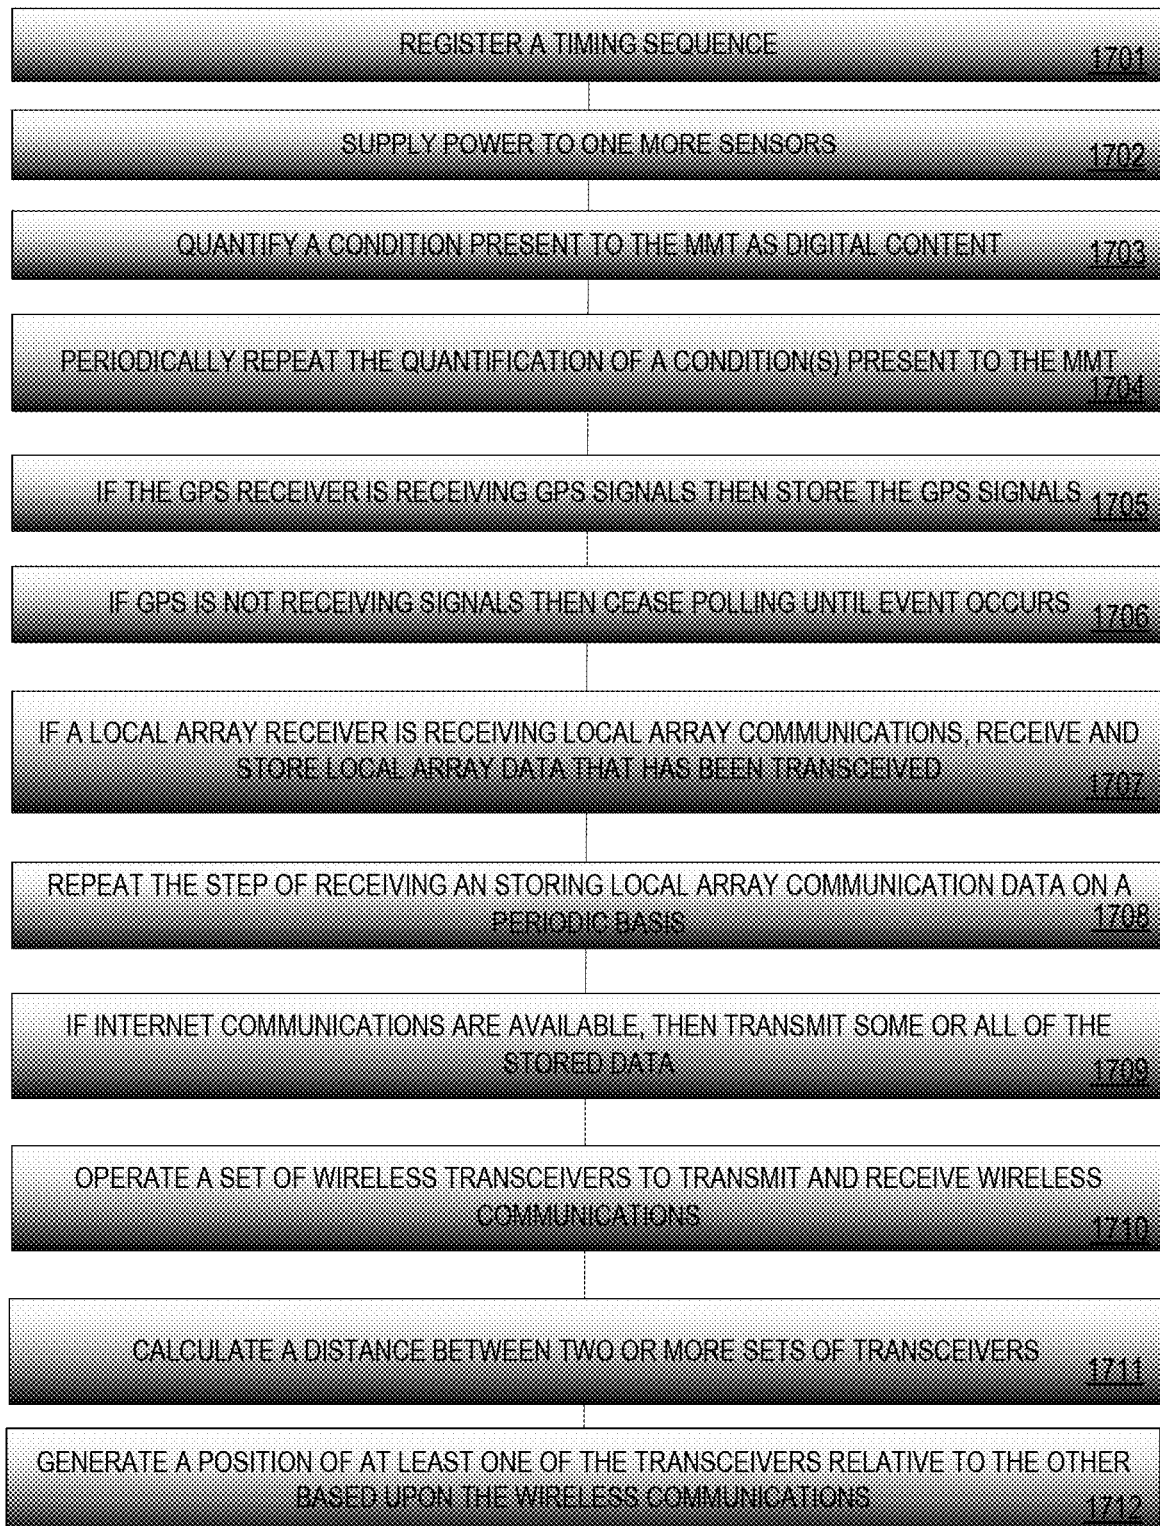 REGISTER A TIMING SEQUENCE
1701
SUPPLY POWER TO ONE MORE SENSORS
1702
QUANTIFY A CONDITION PRESENT TO THE MMT AS DIGITAL CONTENT
1703
PERIODICALLY REPEAT THE QUANTIFICATION OF A CONDITION(S) PRESENT TO THE MMT
1704
IF THE GPS RECEIVER IS RECEIVING GPS SIGNALS THEN STORE THE GPS SIGNALS
1705
IF GPS IS NOT RECEIVING SIGNALS THEN CEASE POLLING UNTIL EVENT OCCURS
1706
IF A LOCAL ARRAY RECEIVER IS RECEIVING LOCAL ARRAY COMMUNICATIONS, RECEIVE AND
STORE LOCAL ARRAY DATA THAT HAS BEEN TRANSCEIVED
1707
REPEAT THE STEP OF RECEIVING AN STORING LOCAL ARRAY COMMUNICATION DATA ON A
PERIODIC BASIS
1708
IF INTERNET COMMUNICATIONS ARE AVAILABLE, THEN TRANSMIT SOME OR ALL OF THE
STORED DATA
1709
OPERATE A SET OF WIRELESS TRANSCEIVERS TO TRANSMIT AND RECEIVE WIRELESS
COMMUNICATIONS
1710
CALCULATE A DISTANCE BETWEEN TWO OR MORE SETS OF TRANSCEIVERS
1711
GENERATE A POSITION OF AT LEAST ONE OF THE TRANSCEIVERS RELATIVE TO THE OTHER
BASED UPON THE WIRELESS COMMUNICATIONS
1712